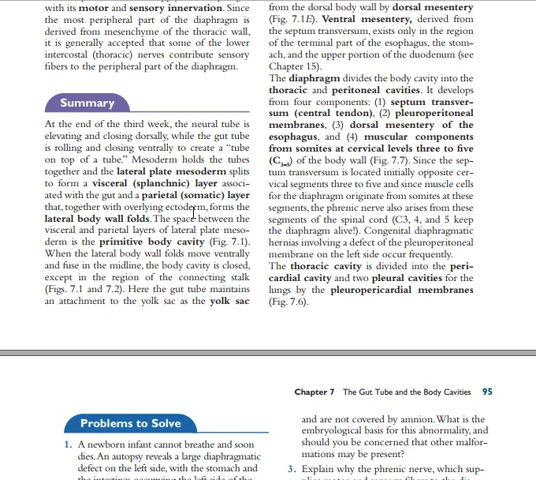 with its motor and sensory innervation. Since
the most peripheral part of the diaphragm is
derived from mesenchyme of the thoracic wall,
it is generally accepted that some of the lower
intercostal (thoracic) nerves contribute sensory
fibers to the peripheral part of the diaphragm.
Summary
At the end of the third week, the neural tube is
elevating and closing dorsally, while the gut tube
is rolling and closing ventrally to create a “tube
on top of a tube.” Mesoderm holds the tubes
together and the lateral plate mesoderm splits
to form a visceral (splanchnic) layer associ-
ated with the gut and a parietal (somatic) layer
that, together with overlying ectoderm, forms the
lateral body wall folds. The space between the
visceral and parietal layers of lateral plate meso-
derm is the primitive body cavity (Fig. 7.1).
When the lateral body wall folds move ventrally
and fuse in the midline, the body cavity is closed,
except in the region of the connecting stalk
(Figs. 7.1 and 7.2). Here the gut tube maintains
an attachment to the yolk sac as the yolk sac
from the dorsal body wall by dorsal mesentery
(Fig. 7.1E). Ventral mesentery, derived from
the septum transversum, exists only in the region
of the terminal part of the esophagus, the stom-
ach, and the upper portion of the duodenum (see
Chapter 15).
The diaphragm divides the body cavity into the
thoracic and peritoneal cavities. It develops
from four components: (1) septum transver-
sum (central tendon), (2) pleuroperitoneal
membranes, (3) dorsal mesentery of the
esophagus, and (4) muscular components
from somites at cervical levels three to five
(C3–5) of the body wall (Fig. 7.7). Since the sep-
tum transversum is located initially opposite cer-
vical segments three to five and since muscle cells
for the diaphragm originate from somites at these
segments, the phrenic nerve also arises from these
segments of the spinal cord (C3, 4, and 5 keep
the diaphragm alive!). Congenital diaphragmatic
hernias involving a defect of the pleuroperitoneal
membrane on the left side occur frequently.
The thoracic cavity is divided into the peri-
cardial cavity and two pleural cavities for the
lungs by the pleuropericardial membranes
(Fig. 7.6).
Chapter 7 The Gut Tube and the Body Cavities 95
Problems to Solve
1. A newborn infant cannot breathe and soon
dies. An autopsy reveals a large diaphragmatic
defect on the left side, with the stomach and
and are not covered by amnion. What is the
embryological basis for this abnormality, and
should you be concerned that other malfor-
mations may be present?
3. Explain why the phrenic nerve, which sup-